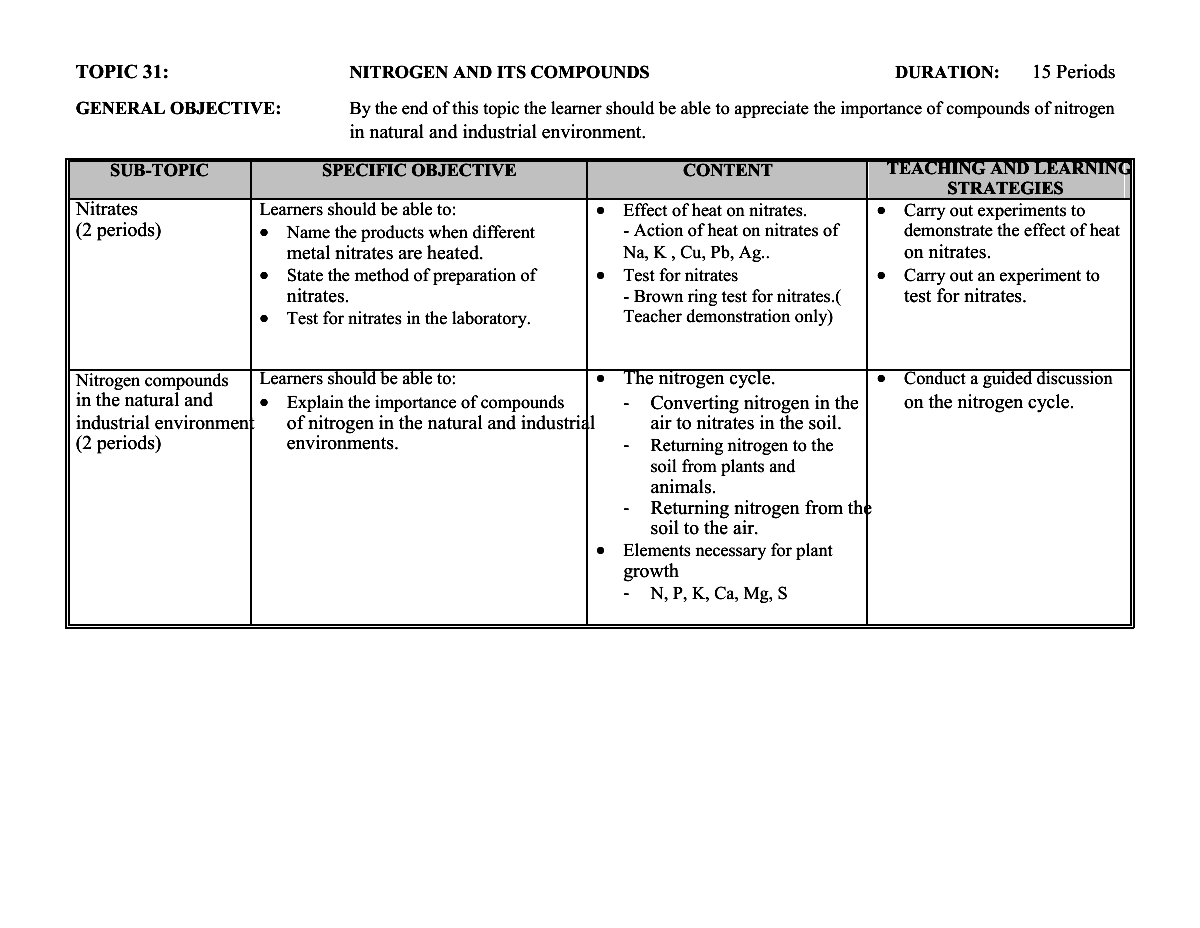 TOPIC 31: NITROGEN AND ITS COMPOUNDS DURATION: 15 Periods
GENERAL OBJECTIVE: By the end of this topic the learner should be able to appreciate the importance of compounds of nitrogen
in natural and industrial environment.
SUB-TOPIC SPECIFIC OBJECTIVE CONTENT TEACHING AND LEARNING
STRATEGIES
Nitrates
(2 periods)
Learners should be able to:
• Name the products when different
metal nitrates are heated.
• State the method of preparation of
nitrates.
• Test for nitrates in the laboratory.
• Effect of heat on nitrates.
- Action of heat on nitrates of
Na, K , Cu, Pb, Ag..
• Test for nitrates
- Brown ring test for nitrates.(
Teacher demonstration only)
• Carry out experiments to
demonstrate the effect of heat
on nitrates.
• Carry out an experiment to
test for nitrates.
Nitrogen compounds
in the natural and
industrial environment
(2 periods)
Learners should be able to:
• Explain the importance of compounds
of nitrogen in the natural and industrial
environments.
• The nitrogen cycle.
- Converting nitrogen in the
air to nitrates in the soil.
- Returning nitrogen to the
soil from plants and
animals.
- Returning nitrogen from the
soil to the air.
• Elements necessary for plant
growth
- N, P, K, Ca, Mg, S
• Conduct a guided discussion
on the nitrogen cycle.